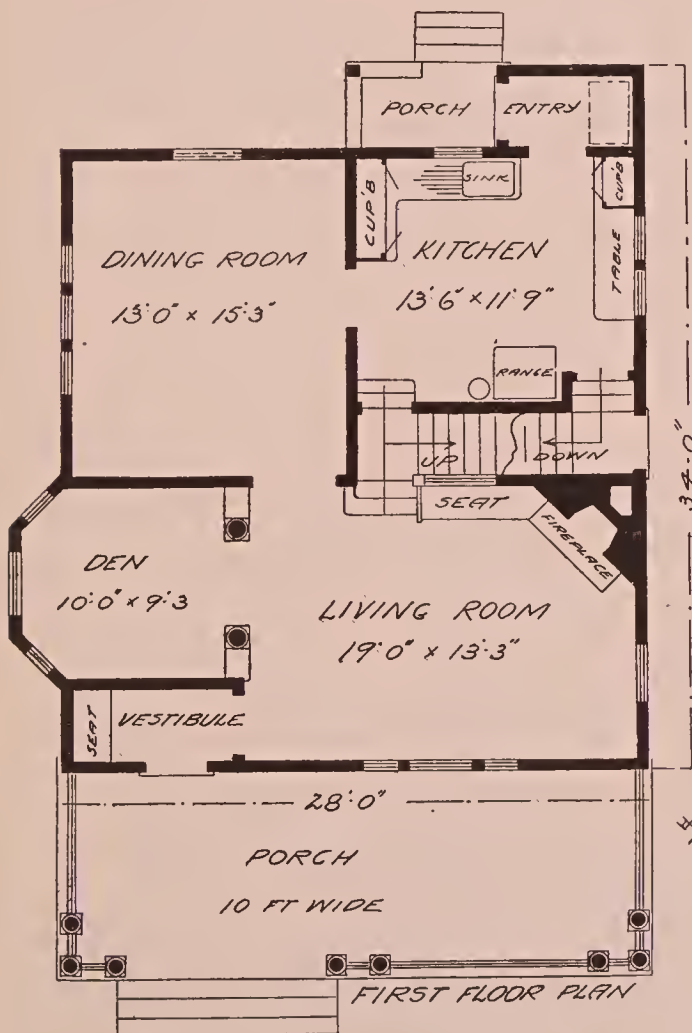 PORCH
ENTRY
SINK
CUP'B
CUP'B
DINING ROOM
13'-0" x 15'-3"
KITCHEN
13'-6" x 11'-9"
TABLE
RANGE
UP
DOWN
34'-0"
SEAT
FIREPLACE
DEN
10'-0" x 9'-3
LIVING ROOM
19'-0" x 13'-3"
SEAT
VESTIBULE
28'-0"
PORCH
10 FT WIDE
FIRST FLOOR PLAN